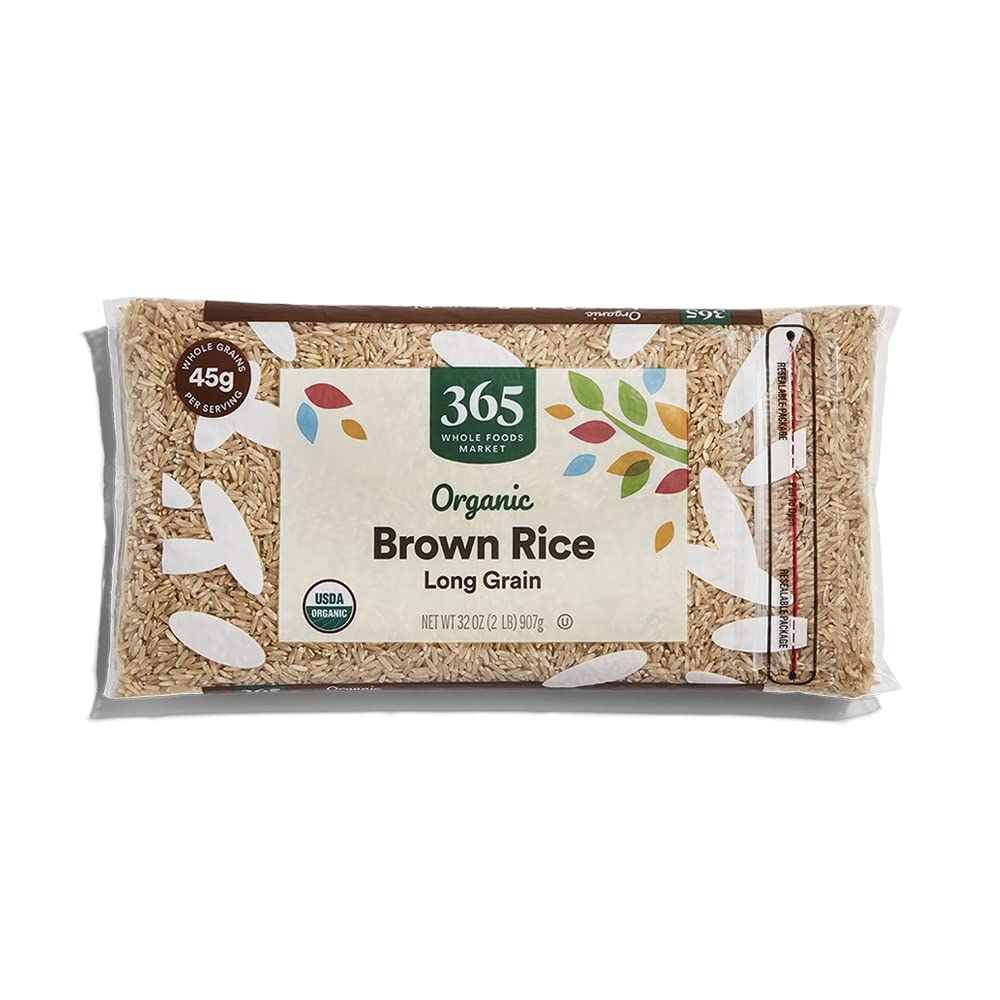 Organic
365
WHOLE GRAINS
45g
PER SERVING
365
WHOLE FOODS
MARKET
Organic
Brown Rice
Long Grain
USDA
ORGANIC
NET WT 32 OZ (2 LB) 907g
U
RESEALABLE PACKAGE
RESEALABLE PACKAGE
365
Organic